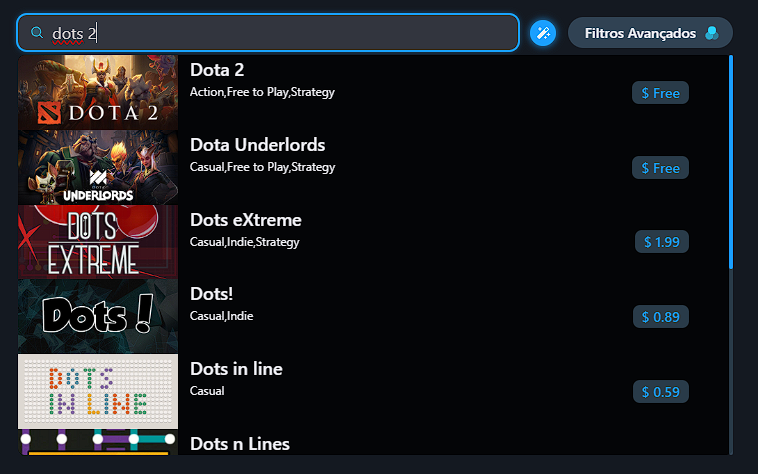 dots 2
Filtros Avançados
DOTA 2
Dota 2
Action,Free to Play,Strategy
$ Free
UNDERLORDS
Dota Underlords
Casual,Free to Play,Strategy
$ Free
DOTS
EXTREME
Dots eXtreme
Casual,Indie,Strategy
$ 1.99
Dots !
Dots!
Casual,Indie
$ 0.89
DOTS
IN LINE
Dots in line
Casual
$ 0.59
Dots n Lines